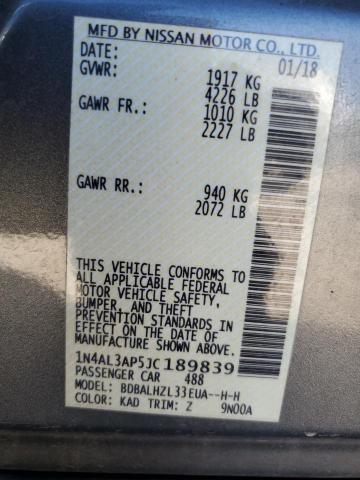 MFD BY NISSAN MOTOR CO., LTD.
DATE: 01/18
GVWR: 1917 KG
4226 LB
GAWR FR.: 1010 KG
2227 LB
GAWR RR.: 940 KG
2072 LB
THIS VEHICLE CONFORMS TO
ALL APPLICABLE FEDERAL
MOTOR VEHICLE SAFETY,
BUMPER, AND THEFT
PREVENTION STANDARDS IN
EFFECT ON THE DATE OF
MANUFACTURE SHOWN ABOVE.
1N4AL3AP5JC189839
PASSENGER CAR 488
MODEL: BDBALHZL33EUA--H-H
COLOR: KAD TRIM: Z 9N00A